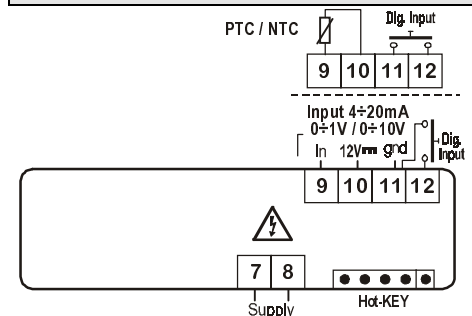 Dig. Input
PTC / NTC
9 10 11 12
Input 4÷20mA
0÷1V / 0÷10V
In 12V gnd
Dig.
Input
9 10 11 12
7 8
Supply
Hot-KEY